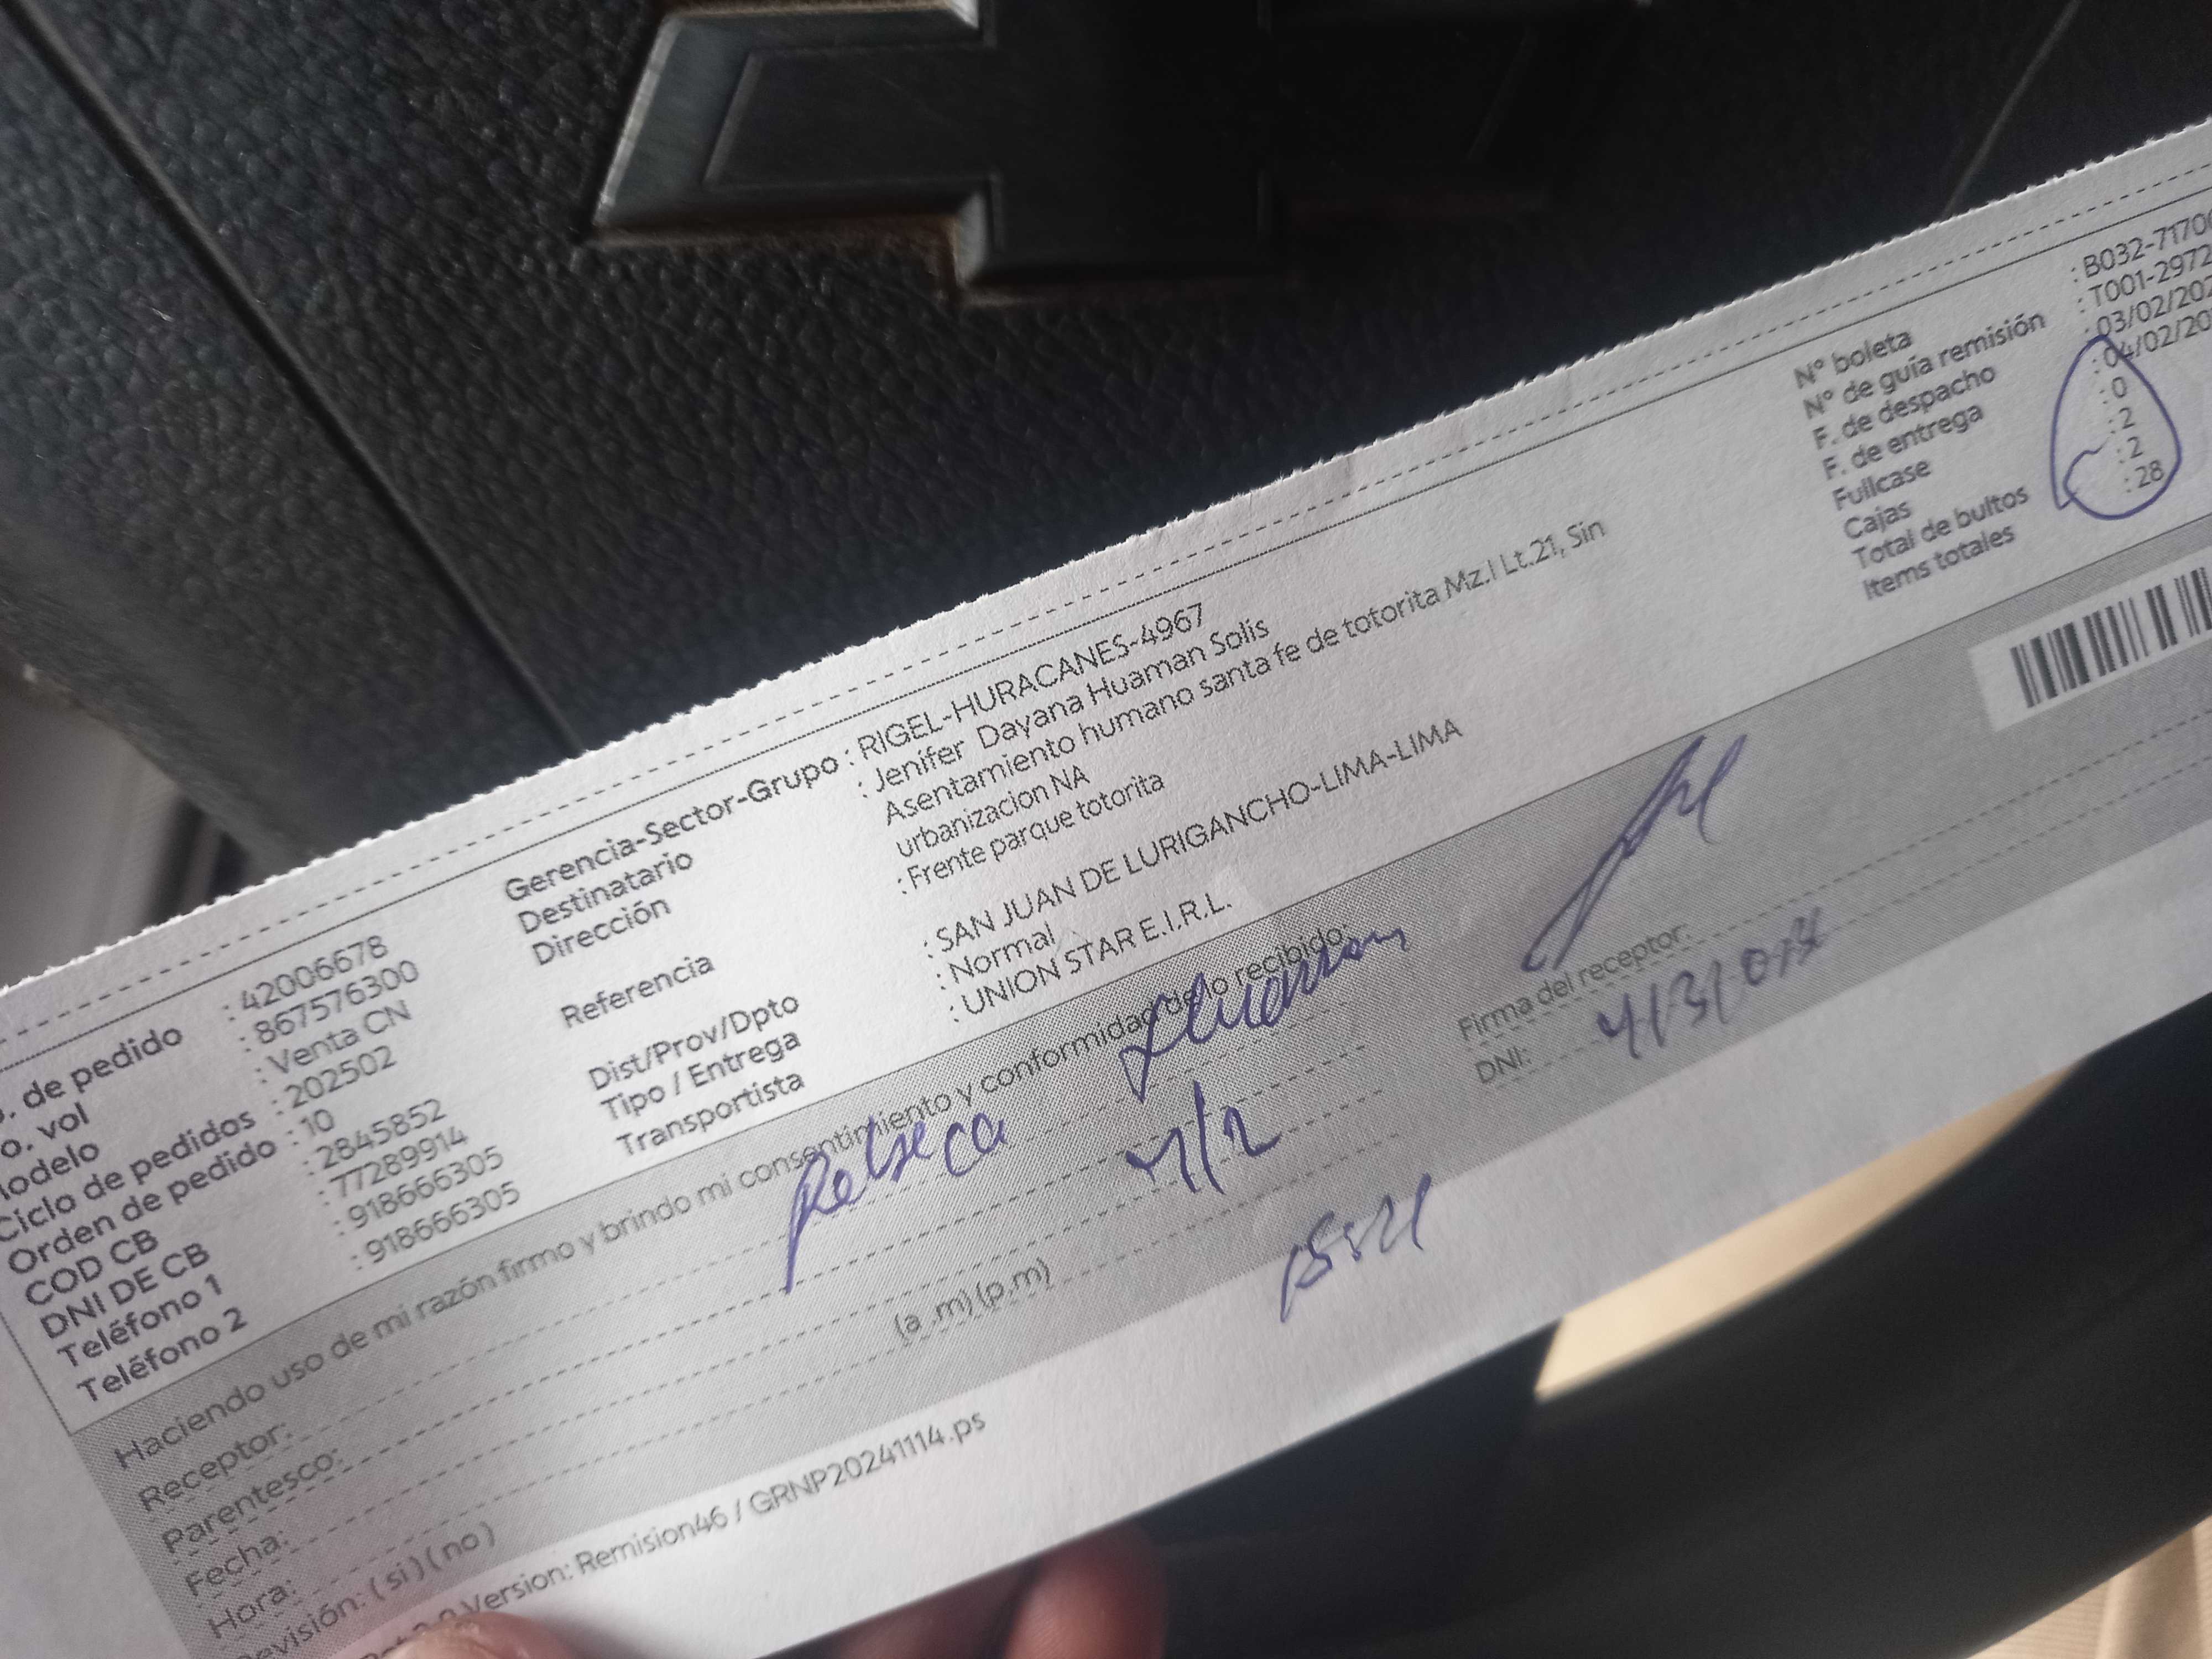 . de pedido : 42006678
o. vol : 867576300
odelo : Venta CN
Ciclo de pedidos : 202502
Orden de pedido : 10
COD CB : 2845852
DNI DE CB : 77289914
Teléfono 1 : 918666305
Teléfono 2 : 918666305
Gerencia-Sector-Grupo : RIGEL-HURACANES-4967
Destinatario : Jenifer Dayana Huaman Solis
Dirección Asentamiento humano santa fe de totorita Mz.I Lt.21, Sin
urbanizacion NA
Referencia : Frente parque totorita
Dist/Prov/Dpto : SAN JUAN DE LURIGANCHO-LIMA-LIMA
Tipo / Entrega : Normal
Transportista : UNION STAR E.I.R.L.
N° boleta : B032-7170
N° de guía remisión : T001-2972
F. de despacho : 03/02/202
F. de entrega : 04/02/20
Fullcase : 0
Cajas : 2
Total de bultos : 2
Items totales : 28
Haciendo uso de mi razón firmo y brindo mi consentimiento y conformidad de lo recibido:
Receptor: Rebeca Huaman
Parentesco:
Fecha: 4/2
Hora: (a .m) (p.m)
evisión: ( si ) ( no )
Firma del receptor:
DNI:
Version: Remision46 / GRNP20241114.ps